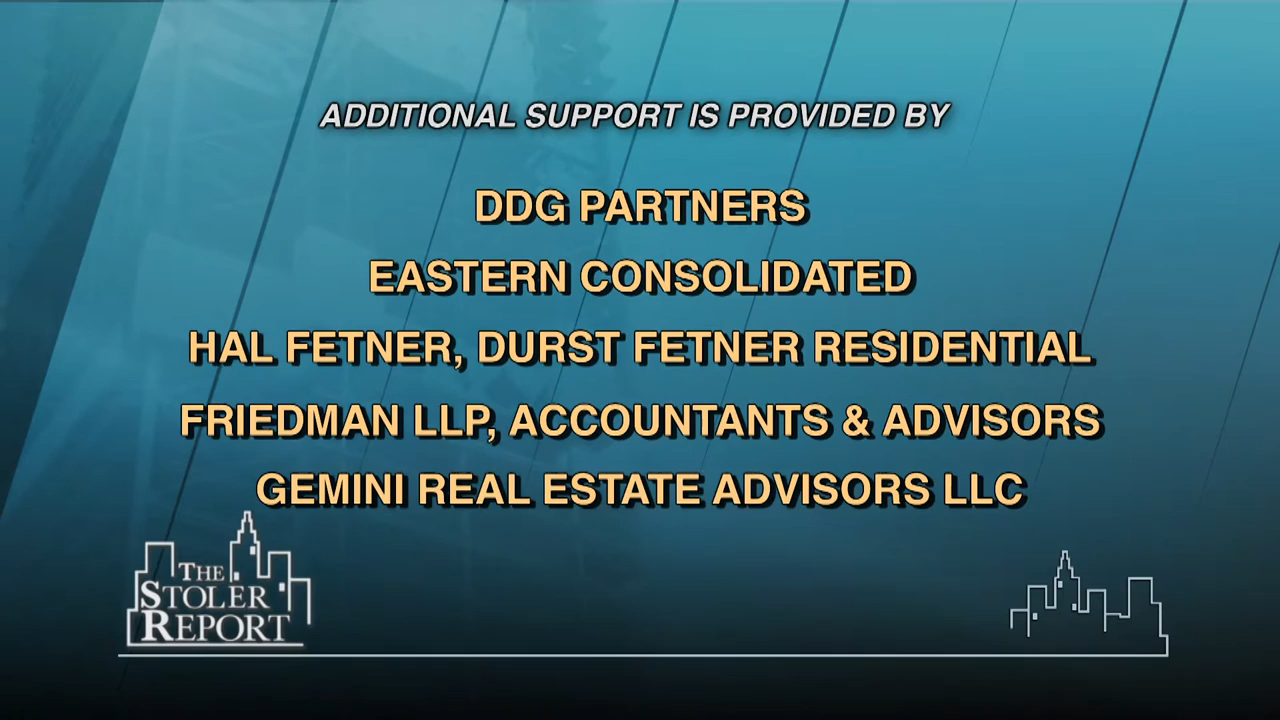 ADDITIONAL SUPPORT IS PROVIDED BY
DDG PARTNERS
EASTERN CONSOLIDATED
HAL FETNER, DURST FETNER RESIDENTIAL
FRIEDMAN LLP, ACCOUNTANTS & ADVISORS
GEMINI REAL ESTATE ADVISORS LLC
THE
STOLER
REPORT